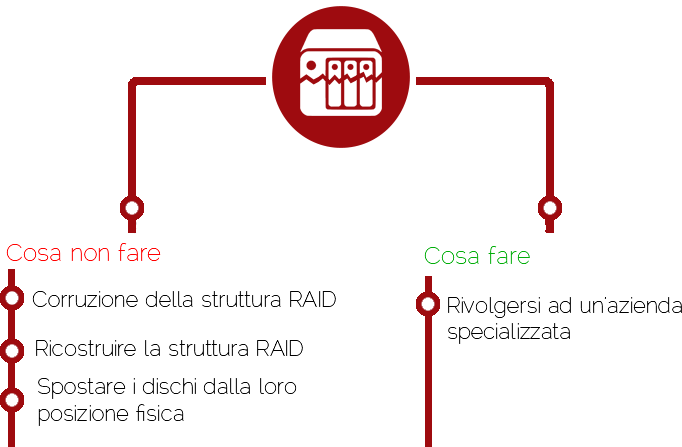 Cosa non fare
Corruzione della struttura RAID
Ricostruire la struttura RAID
Spostare i dischi dalla loro
posizione fisica
Cosa fare
Rivolgersi ad un'azienda
specializzata